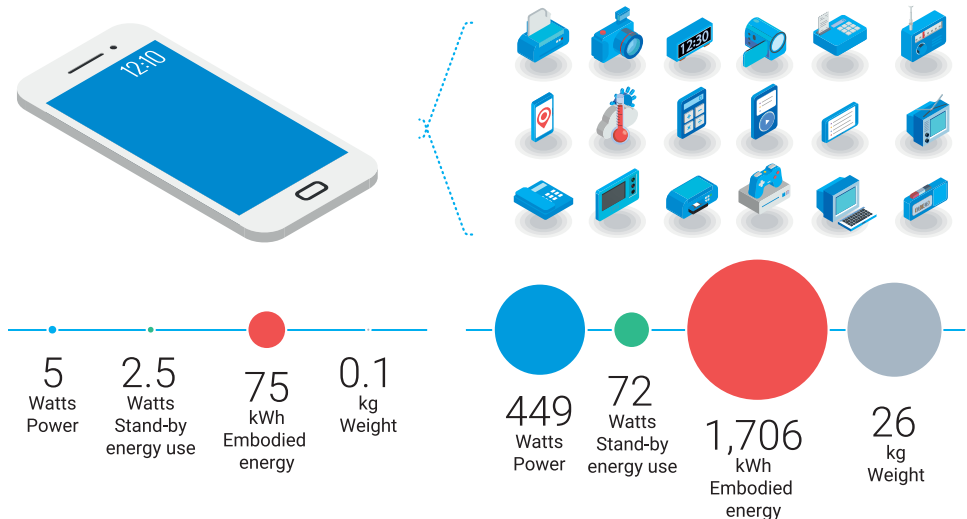 12:10
12:30
5
Watts
Power
2.5
Watts
Stand-by
energy use
75
kWh
Embodied
energy
0.1
kg
Weight
449
Watts
Power
72
Watts
Stand-by
energy use
1,706
kWh
Embodied
energy
26
kg
Weight